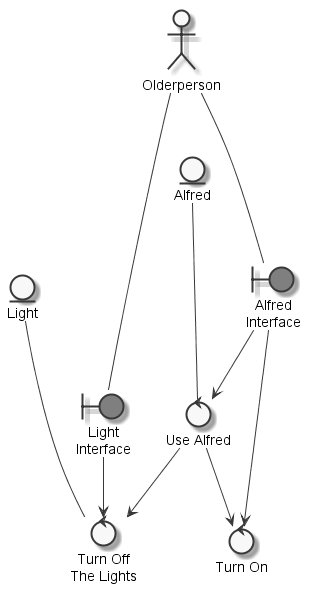 Olderperson
Alfred
Light
Alfred
Interface
Light
Interface
Use Alfred
Turn Off
The Lights
Turn On